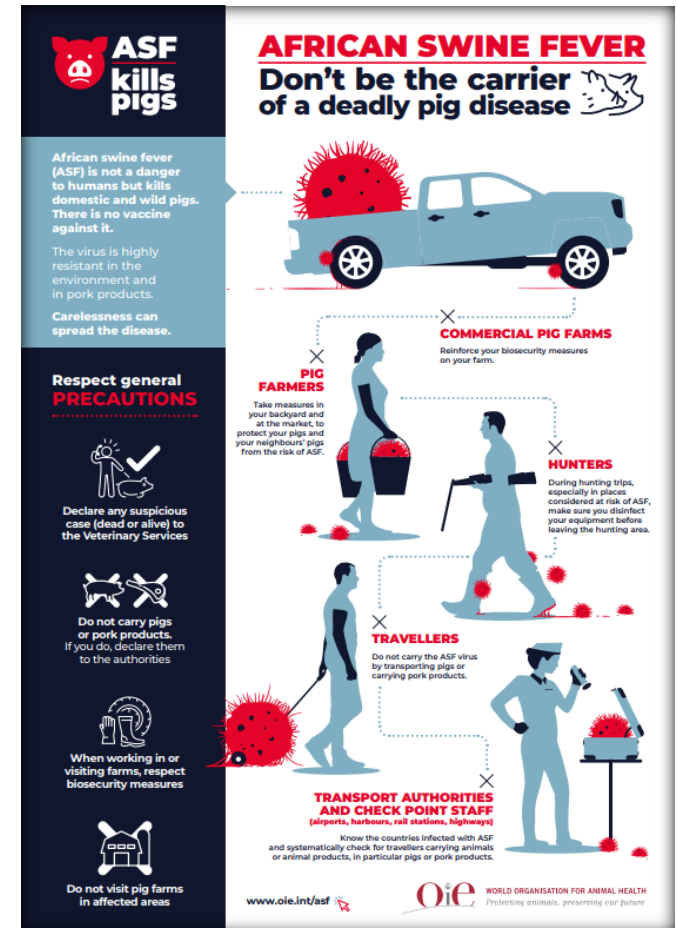 ASF
kills
pigs
AFRICAN SWINE FEVER
Don't be the carrier
of a deadly pig disease
African swine fever
(ASF) is not a danger
to humans but kills
domestic and wild pigs.
There is no vaccine
against it.
The virus is highly
resistant in the
environment and
in pork products.
Carelessness can
spread the disease.
Respect general
PRECAUTIONS
Declare any suspicious
case (dead or alive) to
the Veterinary Services
Do not carry pigs
or pork products.
If you do, declare them
to the authorities
When working in or
visiting farms, respect
biosecurity measures
Do not visit pig farms
in affected areas
COMMERCIAL PIG FARMS
Reinforce your biosecurity measures
on your farm.
PIG
FARMERS
Take measures in
your backyard and
at the market, to
protect your pigs and
your neighbours' pigs
from the risk of ASF.
HUNTERS
During hunting trips,
especially in places
considered at risk of ASF,
make sure you disinfect
your equipment before
leaving the hunting area.
TRAVELLERS
Do not carry the ASF virus
by transporting pigs or
carrying pork products.
TRANSPORT AUTHORITIES
AND CHECK POINT STAFF
(airports, harbours, rail stations, highways)
Know the countries infected with ASF
and systematically check for travellers carrying animals
or animal products, in particular pigs or pork products.
www.oie.int/asf
Oie
WORLD ORGANISATION FOR ANIMAL HEALTH
Protecting animals, preserving our future